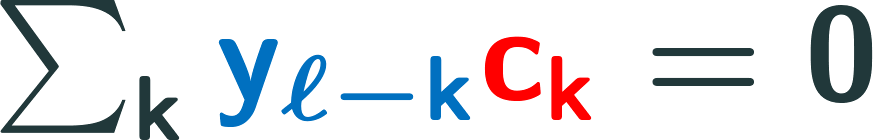 ∑ₖ y_{ℓ−k}c_k = 0